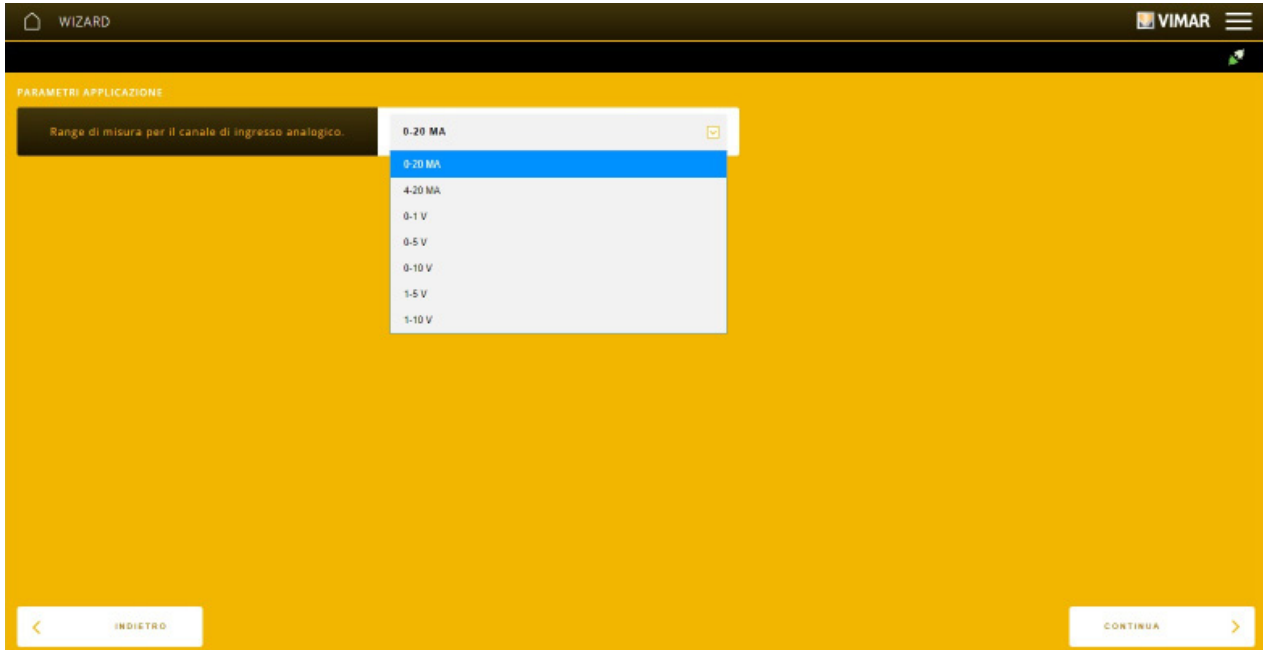 WIZARD
VIMAR
PARAMETRI APPLICAZIONE
Range di misura per il canale di ingresso analogico.
0-20 MA
0-20 MA
4-20 MA
0-1 V
0-5 V
0-10 V
1-5 V
1-10 V
INDIETRO
CONTINUA